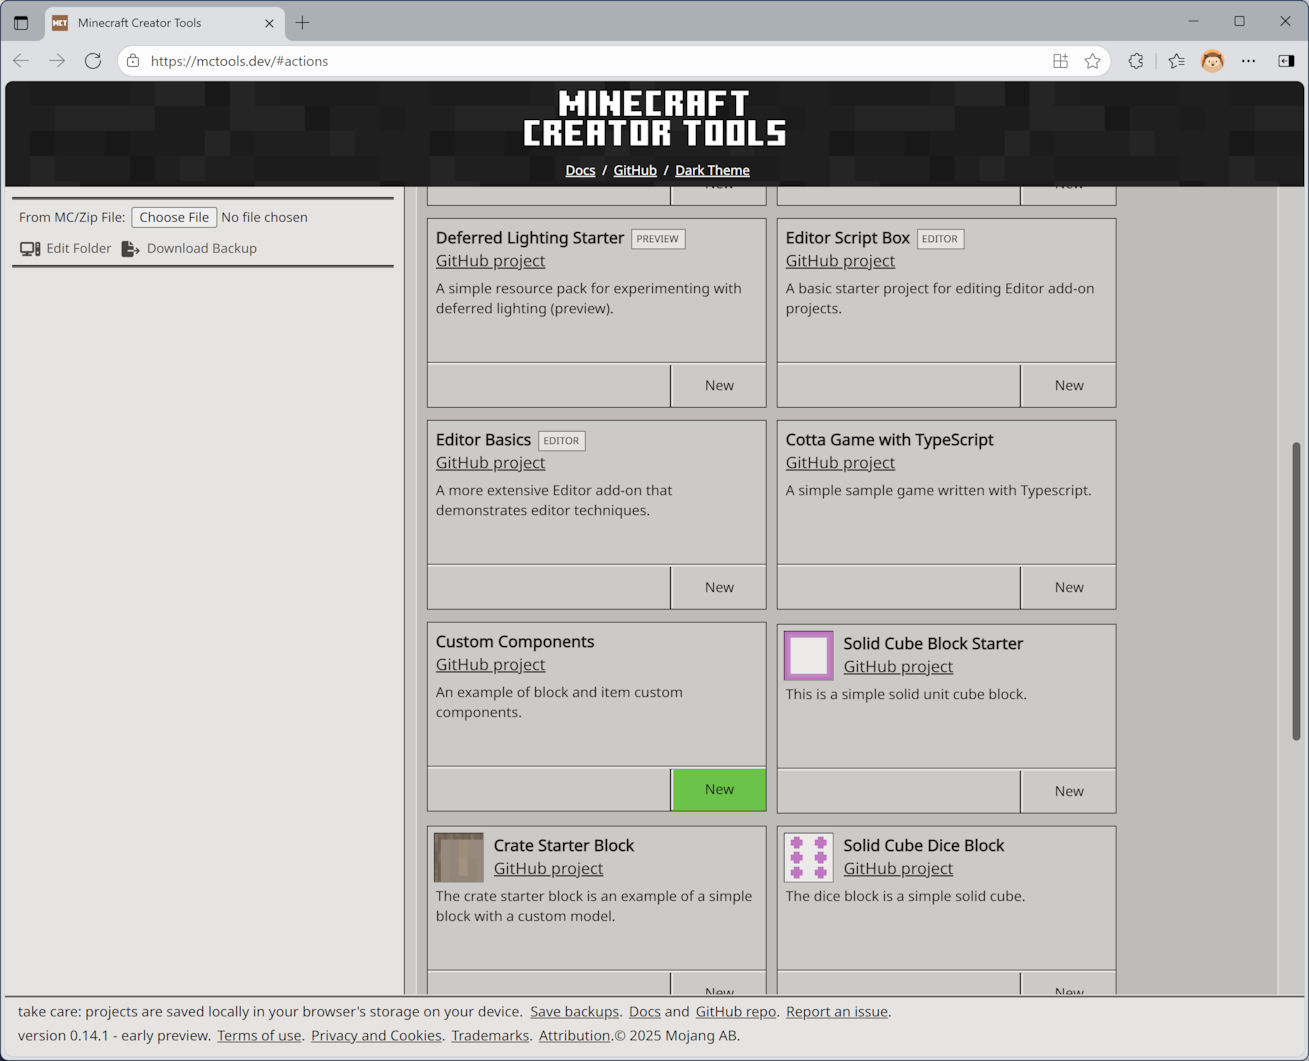 MCT Minecraft Creator Tools
https://mctools.dev/#actions
MINECRAFT
CREATOR TOOLS
Docs / GitHub / Dark Theme
From MC/Zip File: Choose File No file chosen
Edit Folder Download Backup
New New
Deferred Lighting Starter PREVIEW
GitHub project
A simple resource pack for experimenting with
deferred lighting (preview).
New
Editor Script Box EDITOR
GitHub project
A basic starter project for editing Editor add-on
projects.
New
Editor Basics EDITOR
GitHub project
A more extensive Editor add-on that
demonstrates editor techniques.
New
Cotta Game with TypeScript
GitHub project
A simple sample game written with Typescript.
New
Custom Components
GitHub project
An example of block and item custom
components.
New
Solid Cube Block Starter
GitHub project
This is a simple solid unit cube block.
New
Crate Starter Block
GitHub project
The crate starter block is an example of a simple
block with a custom model.
New
Solid Cube Dice Block
GitHub project
The dice block is a simple solid cube.
New
take care: projects are saved locally in your browser's storage on your device. Save backups. Docs and GitHub repo. Report an issue.
version 0.14.1 - early preview. Terms of use. Privacy and Cookies. Trademarks. Attribution.© 2025 Mojang AB.